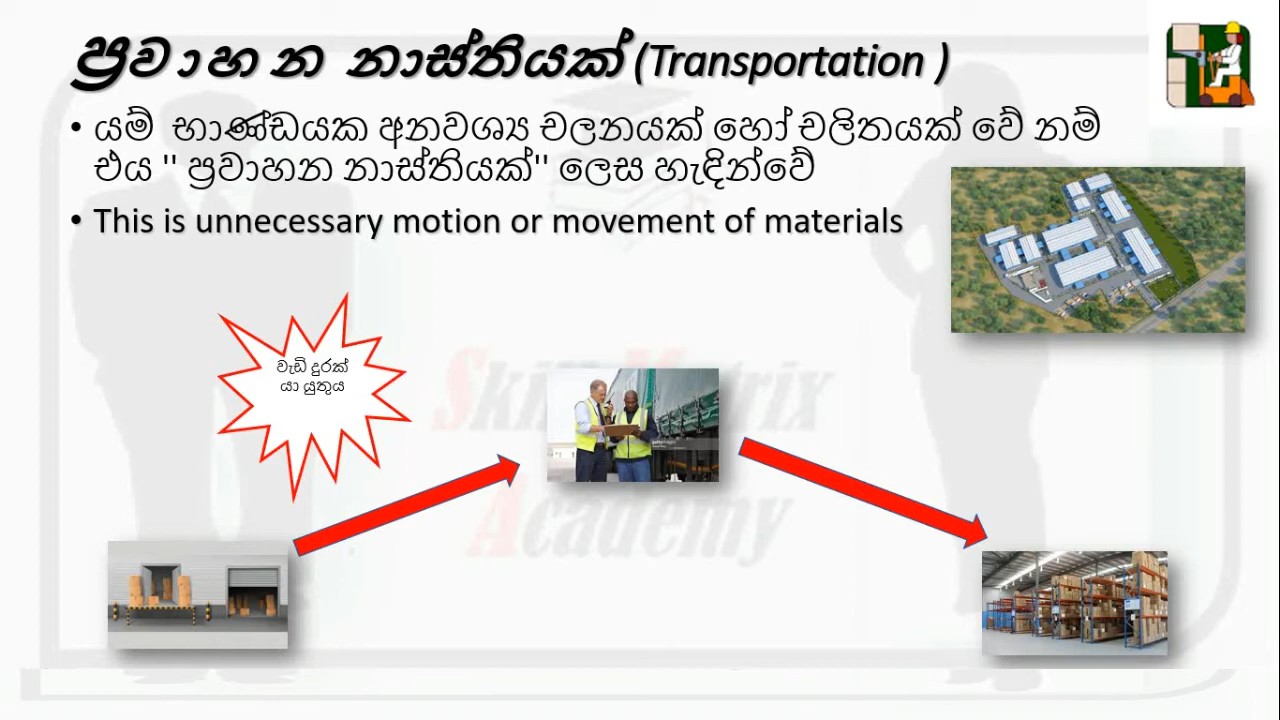 ප්‍රවාහන නාස්තියක් (Transportation )
• යම් භාණ්ඩයක අනවශ්‍ය චලනයක් හෝ චලිතයක් වේ නම්
එය " ප්‍රවාහන නාස්තියක්" ලෙස හැඳින්වේ
• This is unnecessary motion or movement of materials
වැඩි දුරක්
යා යුතුය
Skill Matrix
Academy